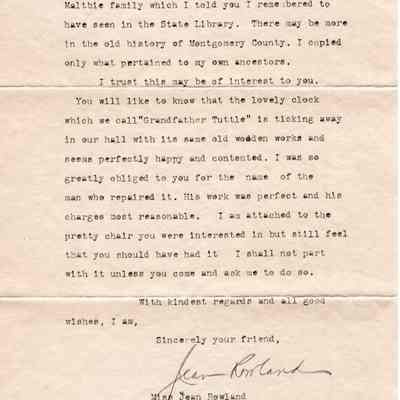 Maltbie family which I told you I remembered to
have seen in the State Library. There may be more
in the old history of Montgomery County. I copied
only what pertained to my own ancestors.
I trust this may be of interest to you.
You will like to know that the lovely clock
which we call"Grandfather Tuttle" is ticking away
in our hall with its same old wooden works and
seems perfectly happy and contented. I was so
greatly obliged to you for the name of the
man who repaired it. His work was perfect and his
charges most reasonable. I am attached to the
pretty chair you were interested in but still feel
that you should have had it I shall not part
with it unless you come and ask me to do so.
With kindest regards and all good
wishes, I am,
Sincerely your friend,
Jean Rowland
Miss Jean Rowland